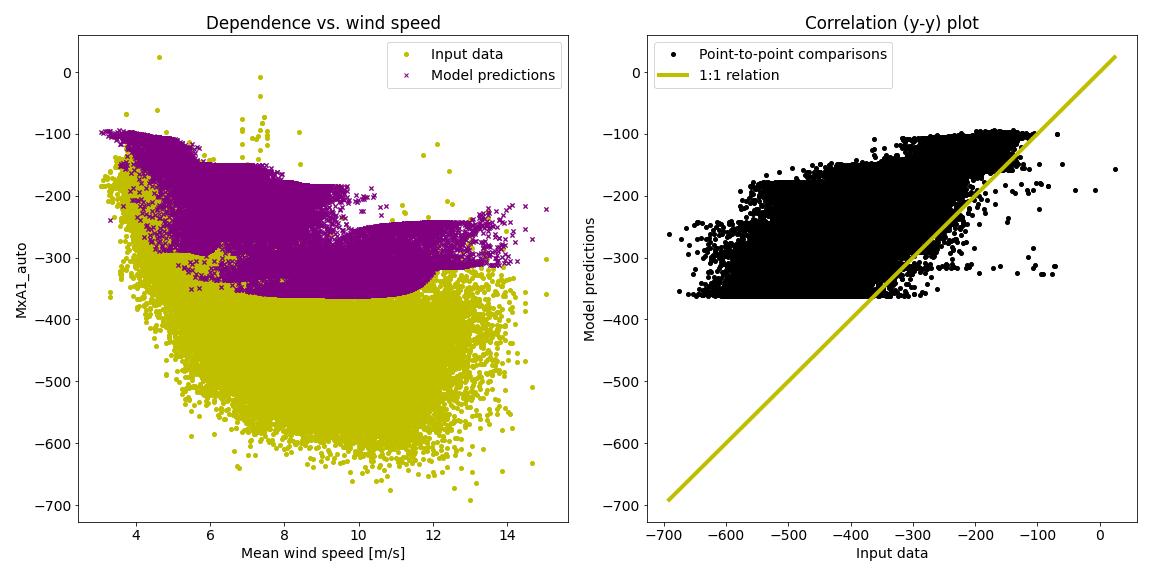 Dependence vs. wind speed
Input data
Model predictions
0
−100
−200
−300
−400
−500
−600
−700
MxA1_auto
4 6 8 10 12 14
Mean wind speed [m/s]
Correlation (y-y) plot
Point-to-point comparisons
1:1 relation
0
−100
−200
−300
−400
−500
−600
−700
Model predictions
−700 −600 −500 −400 −300 −200 −100 0
Input data